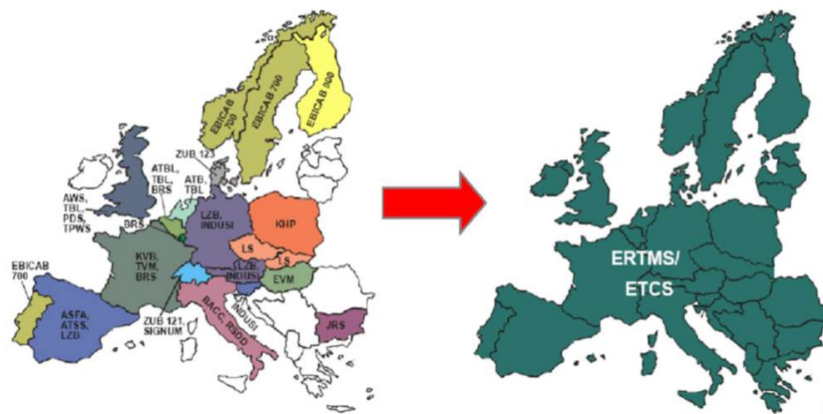 EBICAB
700
EBICAB 700
EBICAB 900
ZUB 123
ATBL,
TBL,
BRS
ATB,
TBL
AWS,
TBL,
PDS,
TPWS
BRS
LZB,
INDUSI
KHP
LS
LS
KVB,
TVM,
BRS
LZB,
INDUSI
EVM
EBICAB
700
ASFA,
ATSS,
LZB
ZUB 121,
SIGNUM
BACC, RSDD
INDUSI
JRS
ERTMS/
ETCS